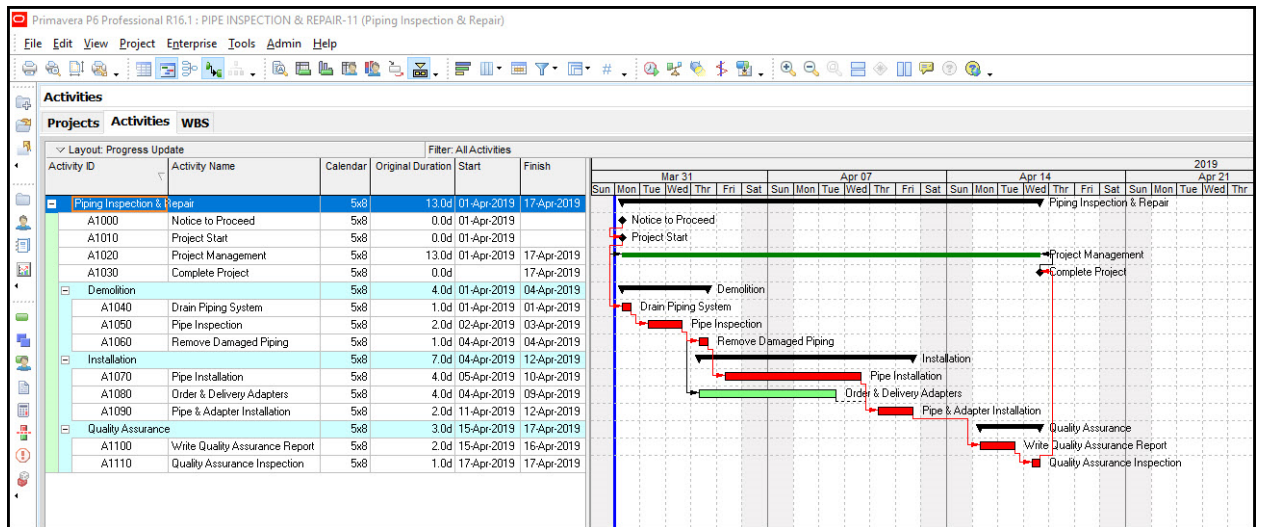 Primavera P6 Professional R16.1 : PIPE INSPECTION & REPAIR-11 (Piping Inspection & Repair)
File Edit View Project Enterprise Tools Admin Help
Activities
Projects Activities WBS
Layout: Progress Update Filter: All Activities
Activity ID Activity Name Calendar Original Duration Start Finish
2019
Mar 31 Apr 07 Apr 14 Apr 21
Sun Mon Tue Wed Thr Fri Sat Sun Mon Tue Wed Thr Fri Sat Sun Mon Tue Wed Thr Fri Sat Sun Mon Tue Wed Thr
Piping Inspection & Repair 5x8 13.0d 01-Apr-2019 17-Apr-2019 Piping Inspection & Repair
A1000 Notice to Proceed 5x8 0.0d 01-Apr-2019 Notice to Proceed
A1010 Project Start 5x8 0.0d 01-Apr-2019 Project Start
A1020 Project Management 5x8 13.0d 01-Apr-2019 17-Apr-2019 Project Management
A1030 Complete Project 5x8 0.0d 17-Apr-2019 Complete Project
Demolition 5x8 4.0d 01-Apr-2019 04-Apr-2019 Demolition
A1040 Drain Piping System 5x8 1.0d 01-Apr-2019 01-Apr-2019 Drain Piping System
A1050 Pipe Inspection 5x8 2.0d 02-Apr-2019 03-Apr-2019 Pipe Inspection
A1060 Remove Damaged Piping 5x8 1.0d 04-Apr-2019 04-Apr-2019 Remove Damaged Piping
Installation 5x8 7.0d 04-Apr-2019 12-Apr-2019 Installation
A1070 Pipe Installation 5x8 4.0d 05-Apr-2019 10-Apr-2019 Pipe Installation
A1080 Order & Delivery Adapters 5x8 4.0d 04-Apr-2019 09-Apr-2019 Order & Delivery Adapters
A1090 Pipe & Adapter Installation 5x8 2.0d 11-Apr-2019 12-Apr-2019 Pipe & Adapter Installation
Quality Assurance 5x8 3.0d 15-Apr-2019 17-Apr-2019 Quality Assurance
A1100 Write Quality Assurance Report 5x8 2.0d 15-Apr-2019 16-Apr-2019 Write Quality Assurance Report
A1110 Quality Assurance Inspection 5x8 1.0d 17-Apr-2019 17-Apr-2019 Quality Assurance Inspection